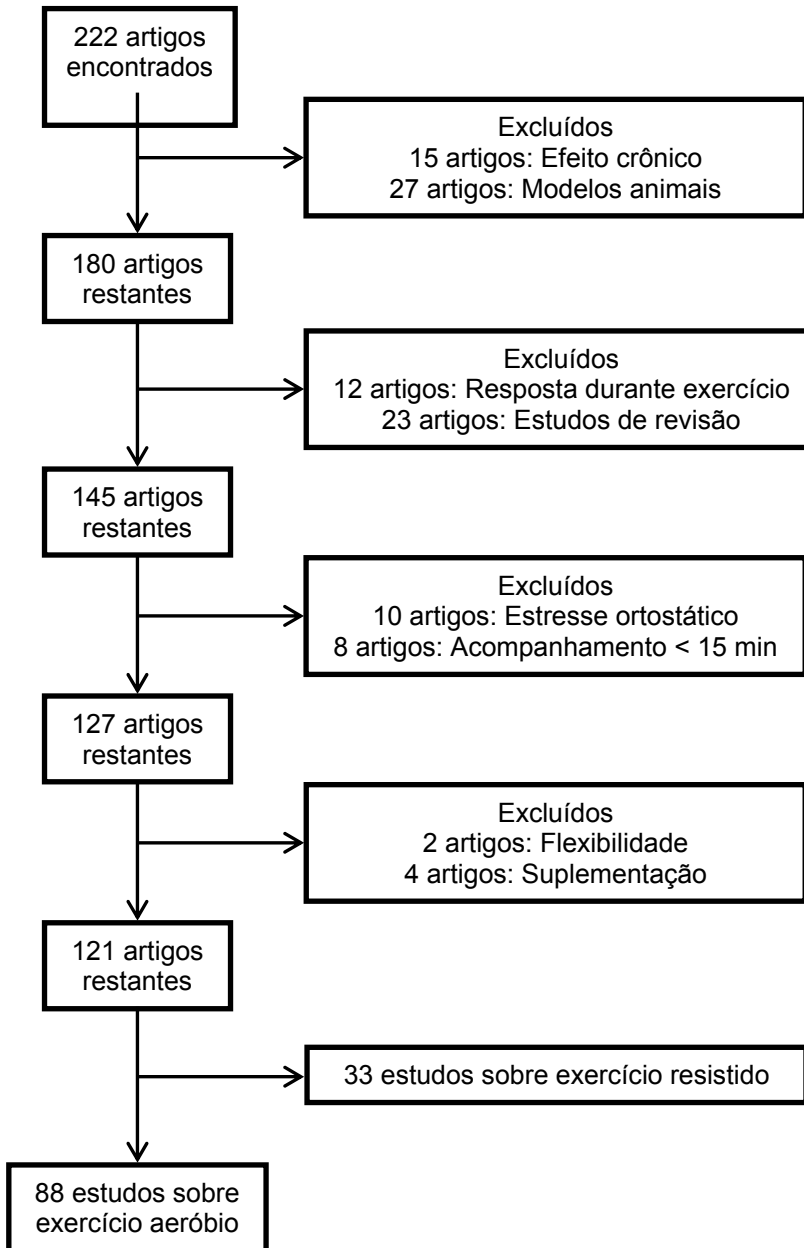 222 artigos
encontrados
Excluídos
15 artigos: Efeito crônico
27 artigos: Modelos animais
180 artigos
restantes
Excluídos
12 artigos: Resposta durante exercício
23 artigos: Estudos de revisão
145 artigos
restantes
Excluídos
10 artigos: Estresse ortostático
8 artigos: Acompanhamento < 15 min
127 artigos
restantes
Excluídos
2 artigos: Flexibilidade
4 artigos: Suplementação
121 artigos
restantes
33 estudos sobre exercício resistido
88 estudos sobre
exercício aeróbio